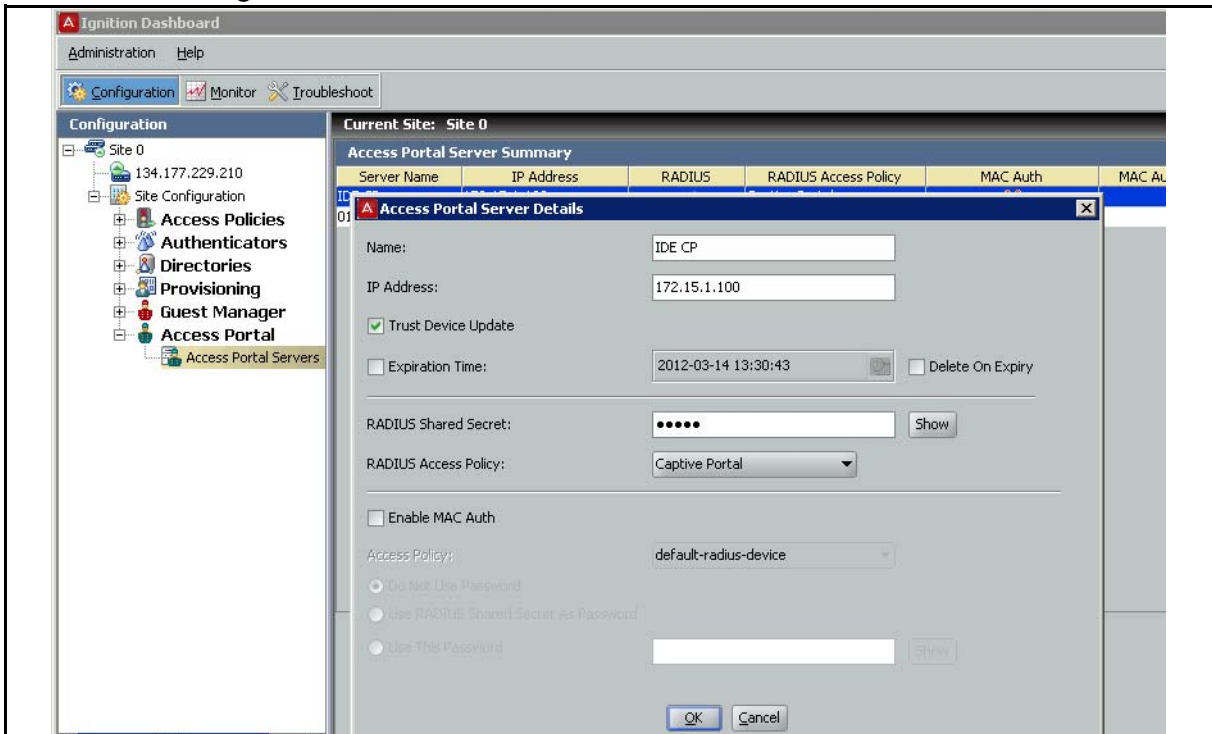 Ignition Dashboard
Administration Help
Configuration Monitor Troubleshoot
Configuration
Current Site: Site 0
Site 0
134.177.229.210
Site Configuration
Access Policies
Authenticators
Directories
Provisioning
Guest Manager
Access Portal
Access Portal Servers
Access Portal Server Summary
Server Name IP Address RADIUS RADIUS Access Policy MAC Auth MAC Au
01
Access Portal Server Details
Name: IDE CP
IP Address: 172.15.1.100
Trust Device Update
Expiration Time: 2012-03-14 13:30:43 Delete On Expiry
RADIUS Shared Secret: ●●●●● Show
RADIUS Access Policy: Captive Portal
Enable MAC Auth
Access Policy: default-radius-device
Do Not Use Password
Use RADIUS Shared Secret As Password
Use This Password Show
OK Cancel